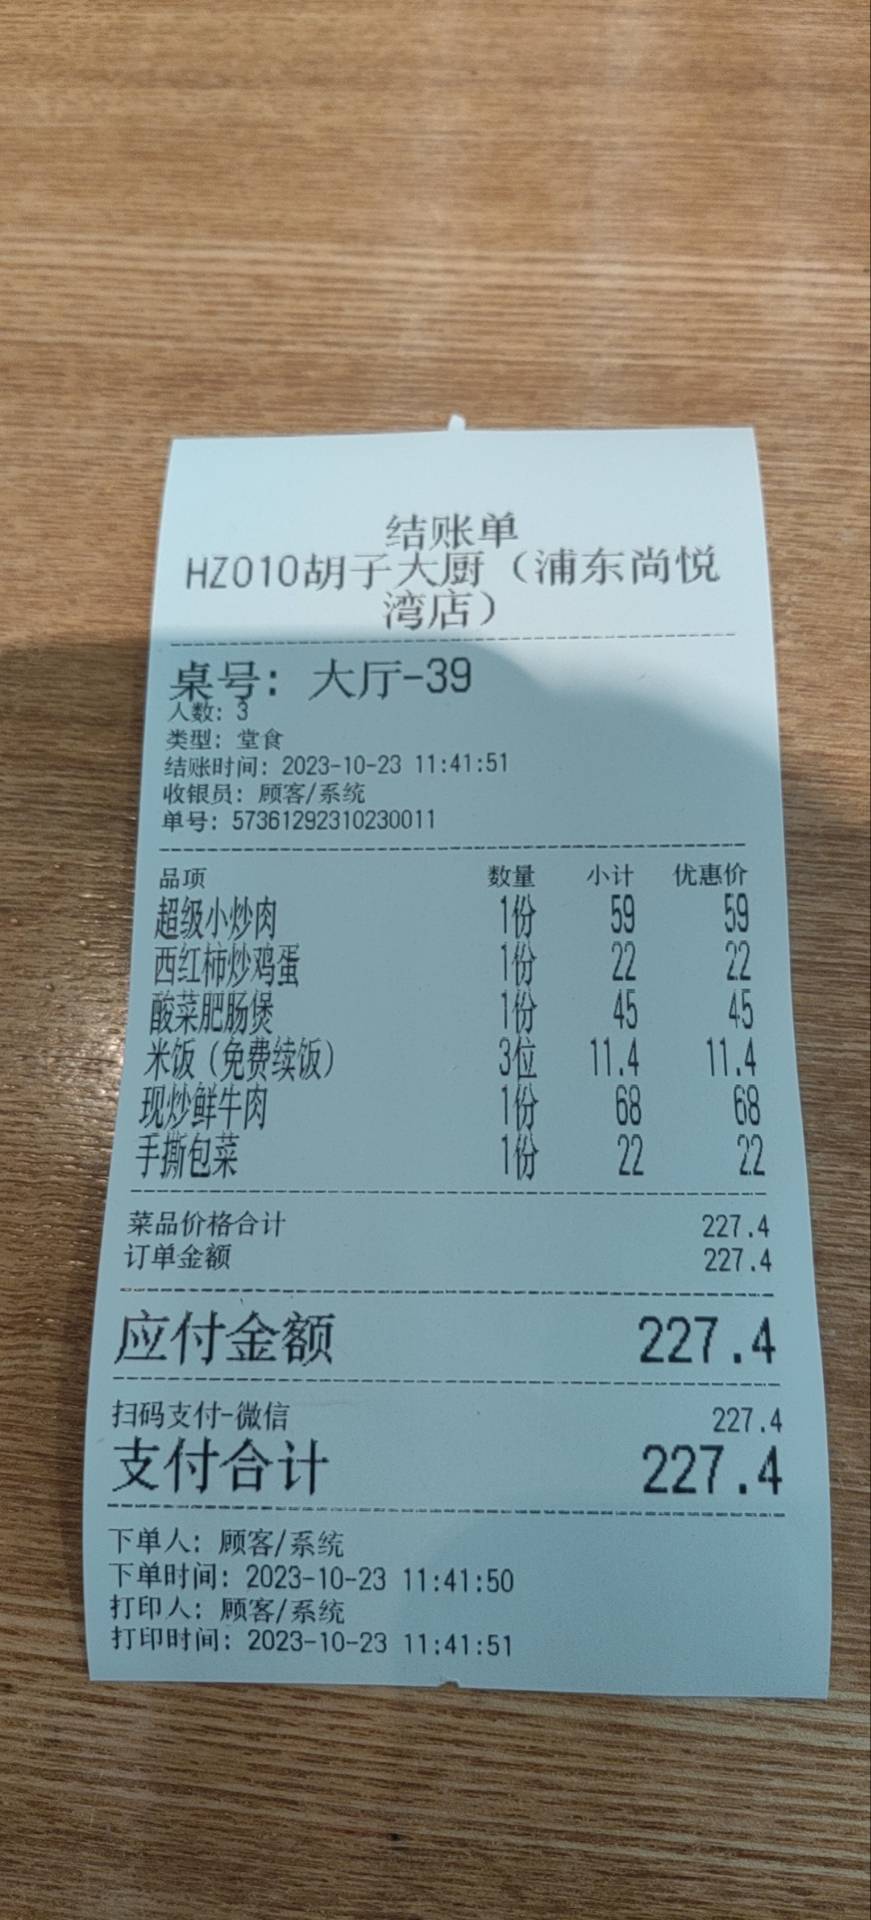 结账单
HZ010胡子大厨（浦东尚悦
湾店）
桌号：大厅-39
人数：3
类型：堂食
结账时间：2023-10-23 11:41:51
收银员：顾客/系统
单号：57361292310230011
品项 数量 小计 优惠价
超级小炒肉 1份 59 59
西红柿炒鸡蛋 1份 22 22
酸菜肥肠煲 1份 45 45
米饭（免费续饭） 3位 11.4 11.4
现炒鲜牛肉 1份 68 68
手撕包菜 1份 22 22
菜品价格合计 227.4
订单金额 227.4
应付金额 227.4
扫码支付-微信 227.4
支付合计 227.4
下单人：顾客/系统
下单时间：2023-10-23 11:41:50
打印人：顾客/系统
打印时间：2023-10-23 11:41:51